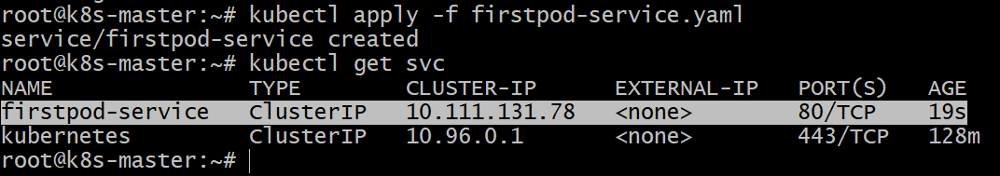 root@k8s-master:~# kubectl apply -f firstpod-service.yaml
service/firstpod-service created
root@k8s-master:~# kubectl get svc
NAME TYPE CLUSTER-IP EXTERNAL-IP PORT(S) AGE
firstpod-service ClusterIP 10.111.131.78 <none> 80/TCP 19s
kubernetes ClusterIP 10.96.0.1 <none> 443/TCP 128m
root@k8s-master:~#